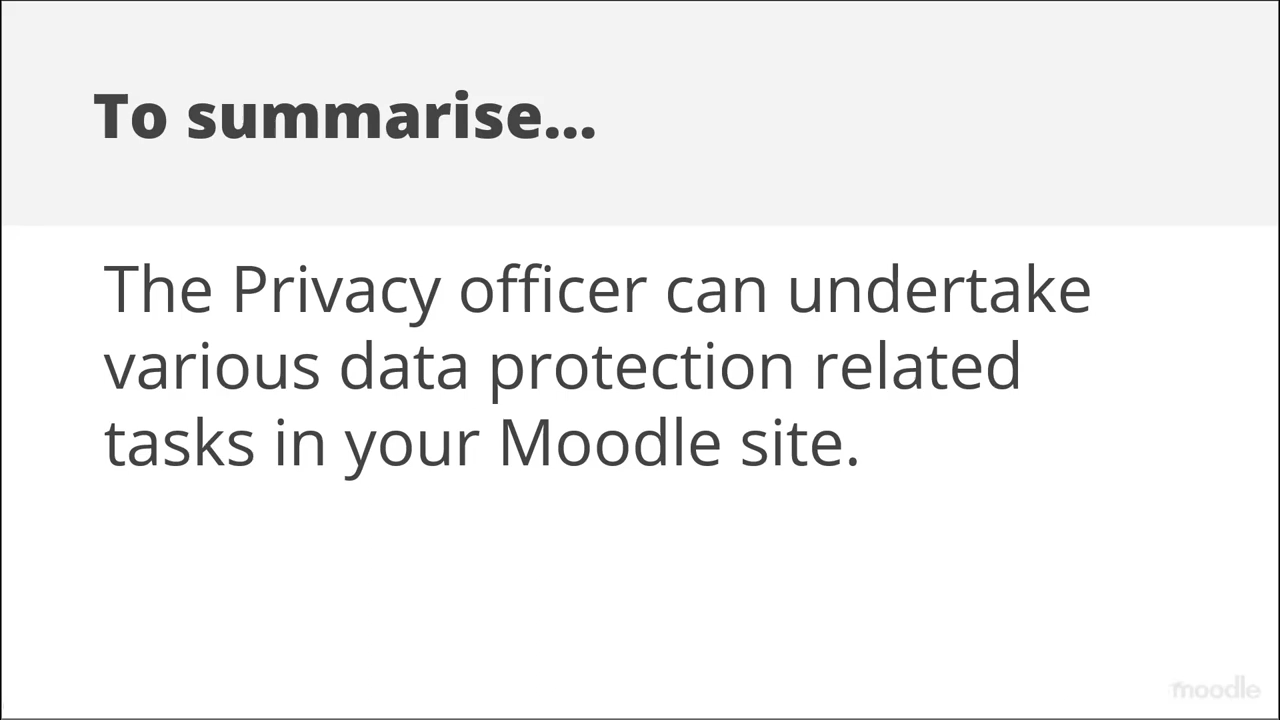 To summarise...
The Privacy officer can undertake
various data protection related
tasks in your Moodle site.
moodle